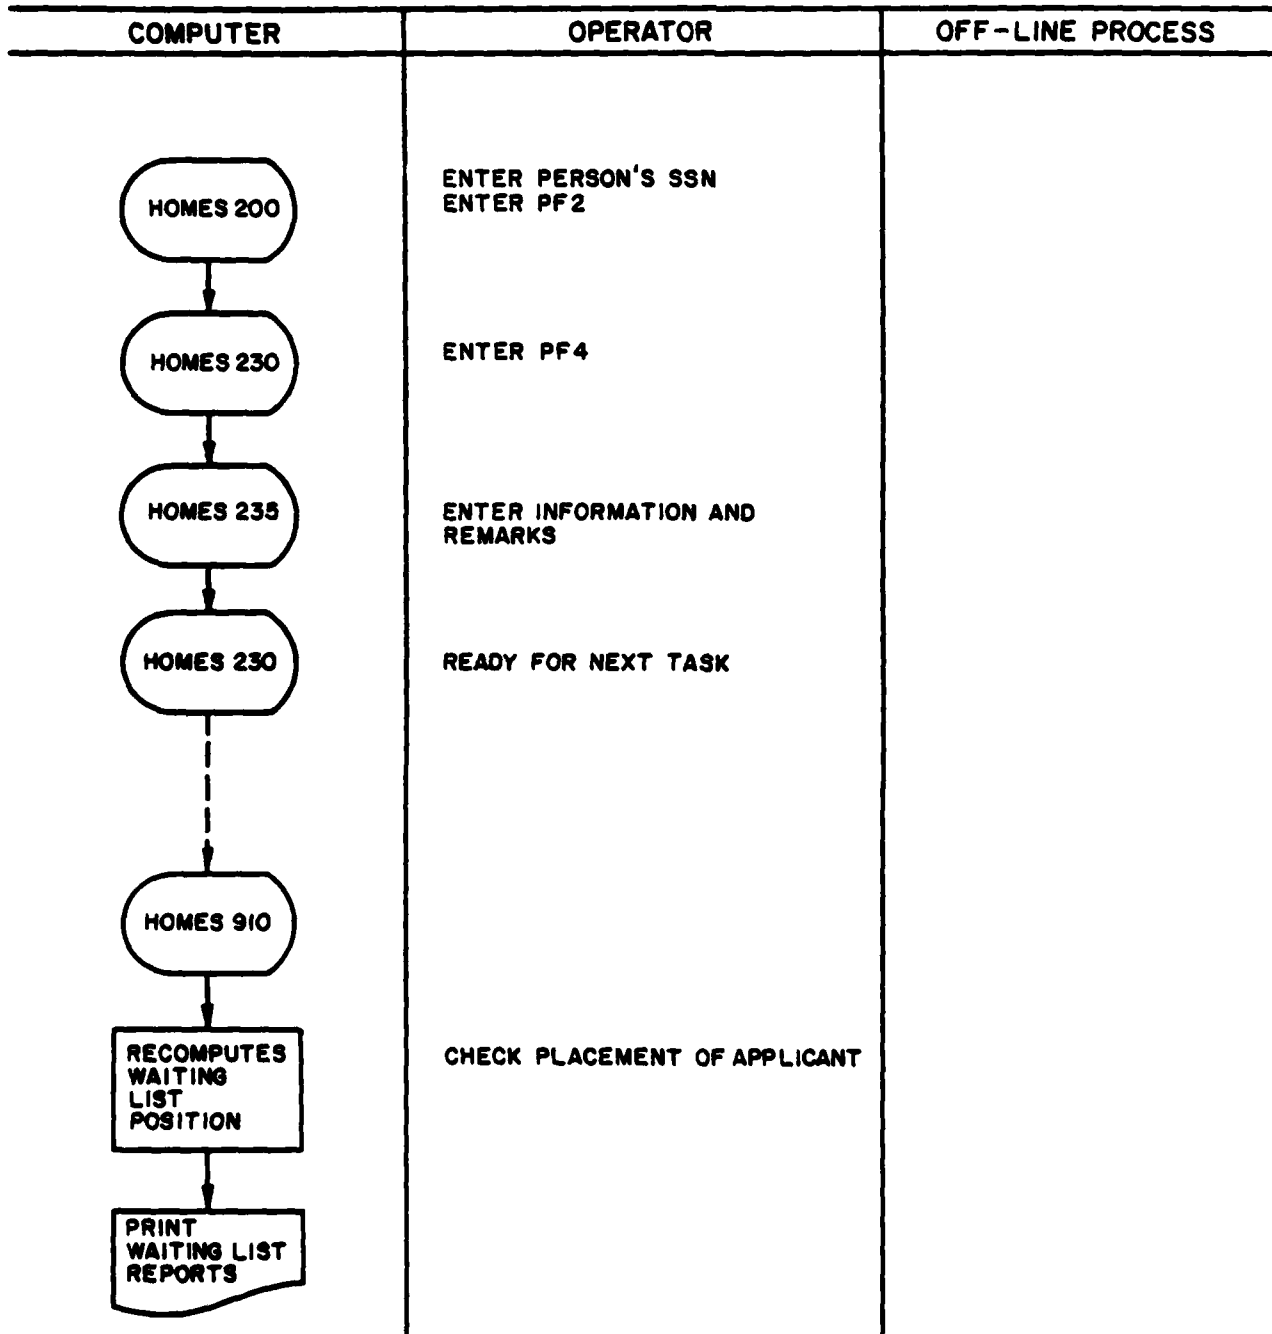 COMPUTER
OPERATOR
OFF-LINE PROCESS
HOMES 200
ENTER PERSON'S SSN
ENTER PF2
HOMES 230
ENTER PF4
HOMES 235
ENTER INFORMATION AND
REMARKS
HOMES 230
READY FOR NEXT TASK
HOMES 910
RECOMPUTES
WAITING
LIST
POSITION
CHECK PLACEMENT OF APPLICANT
PRINT
WAITING LIST
REPORTS